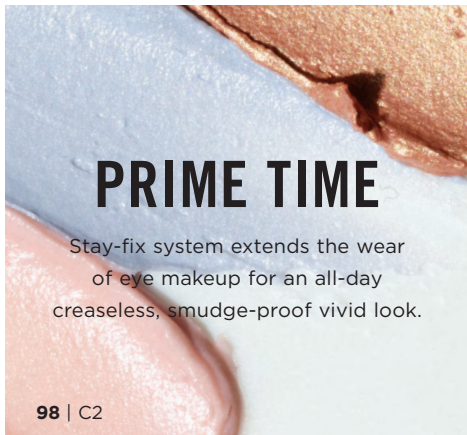 PRIME TIME
Stay-fix system extends the wear
of eye makeup for an all-day
creaseless, smudge-proof vivid look.
98 | C2